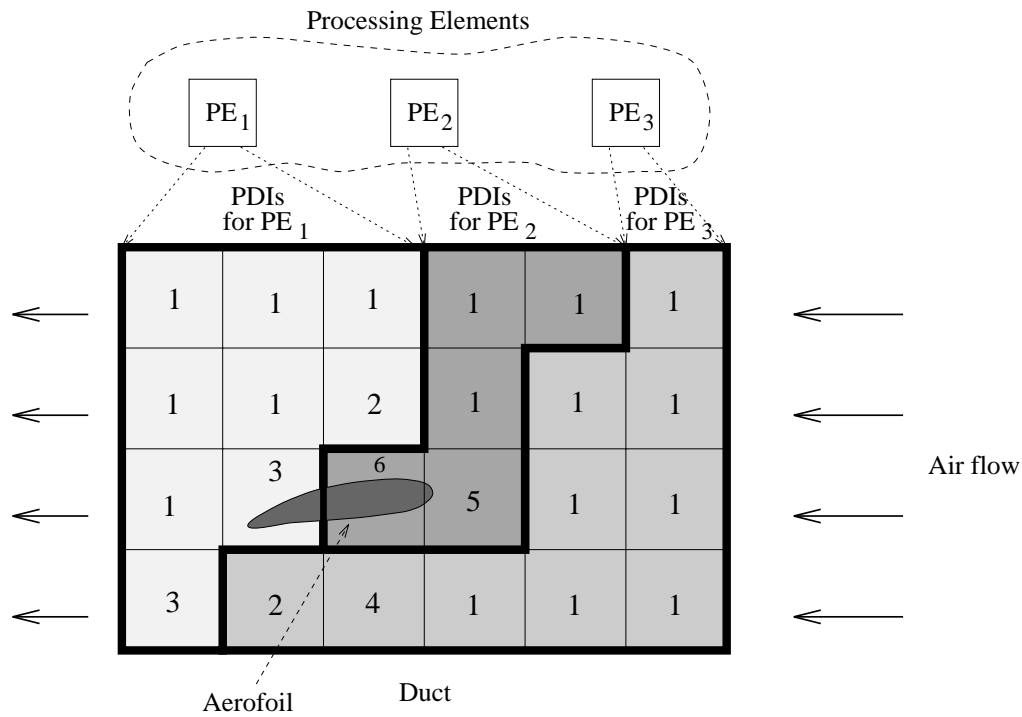 Processing Elements
PE1 PE2 PE3
PDIs PDIs PDIs
for PE 1 for PE 2 for PE 3
1 1 1 1 1 1
1 1 2 1 1 1
1 3 6 5 1 1
Air flow
3 2 4 1 1 1
Aerofoil Duct